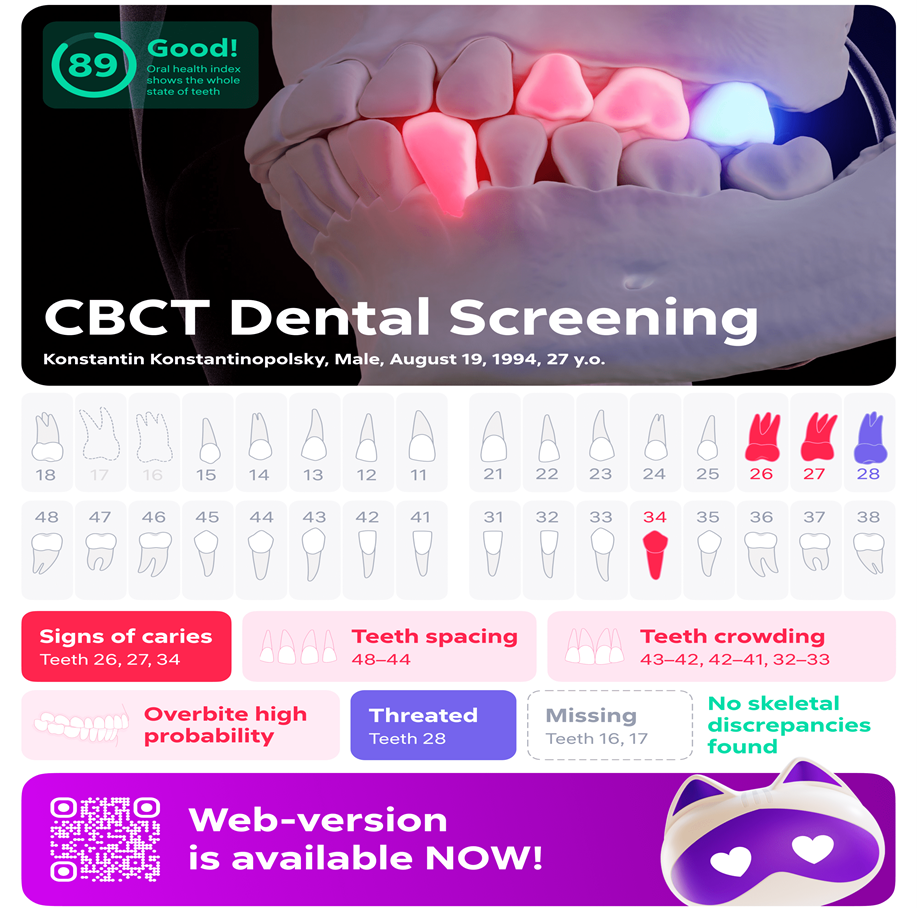 89
Good!
Oral health index
shows the whole
state of teeth
CBCT Dental Screening
Konstantin Konstantinopolsky, Male, August 19, 1994, 27 y.o.
18 17 16 15 14 13 12 11 21 22 23 24 25 26 27 28
48 47 46 45 44 43 42 41 31 32 33 34 35 36 37 38
Signs of caries
Teeth 26, 27, 34
Teeth spacing
48–44
Teeth crowding
43–42, 42–41, 32–33
Overbite high
probability
Threated
Teeth 28
Missing
Teeth 16, 17
No skeletal
discrepancies
found
Web-version
is available NOW!